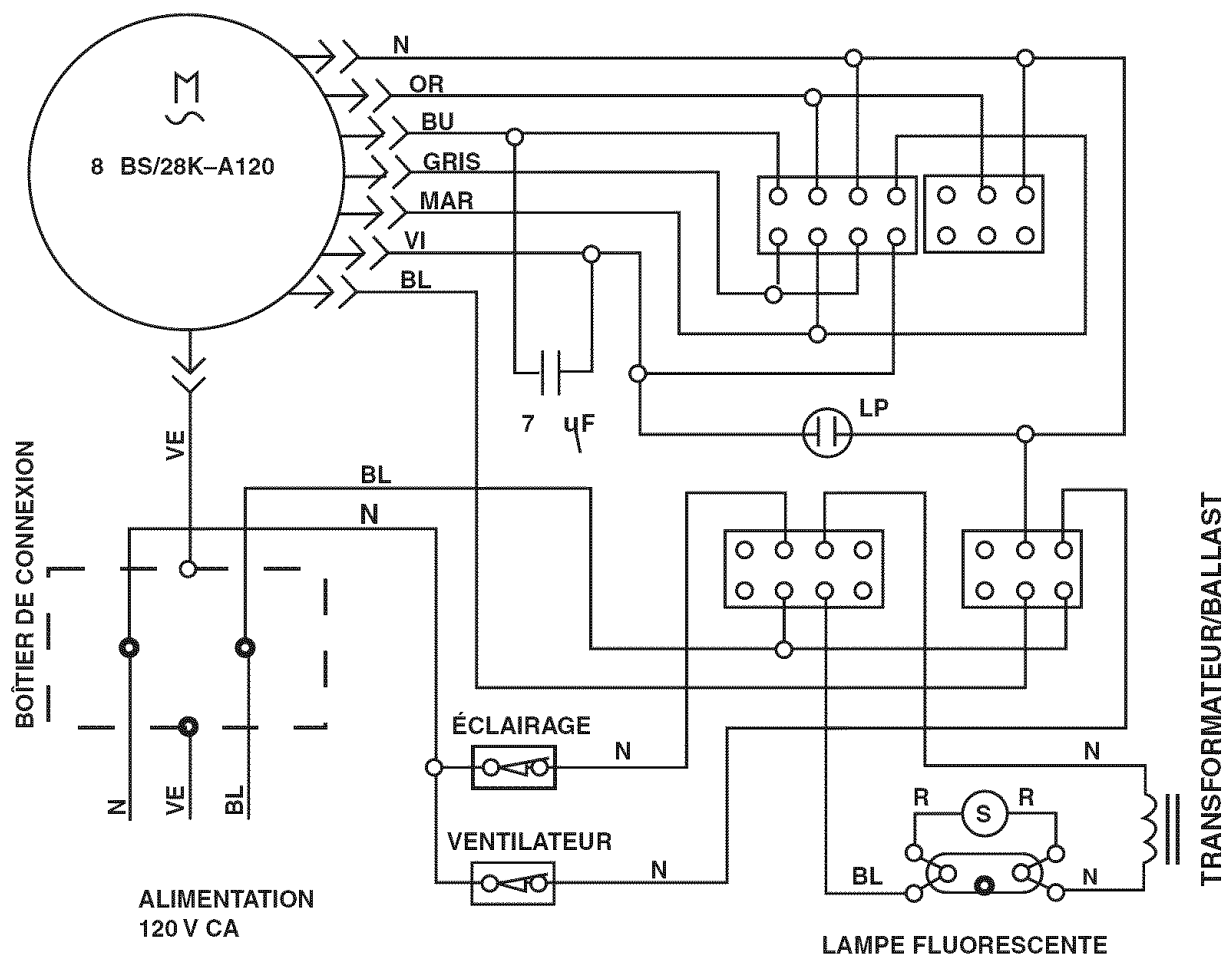 N
OR
M
BU
8 BS/28K–A120
GRIS
MAR
VI
BL
7 µF
LP
VE
BL
N
BOÎTIER DE CONNEXION
TRANSFORMATEUR/BALLAST
ÉCLAIRAGE
N
N
N
VE
BL
R
S
R
VENTILATEUR
N
BL
N
ALIMENTATION
120 V CA
LAMPE FLUORESCENTE